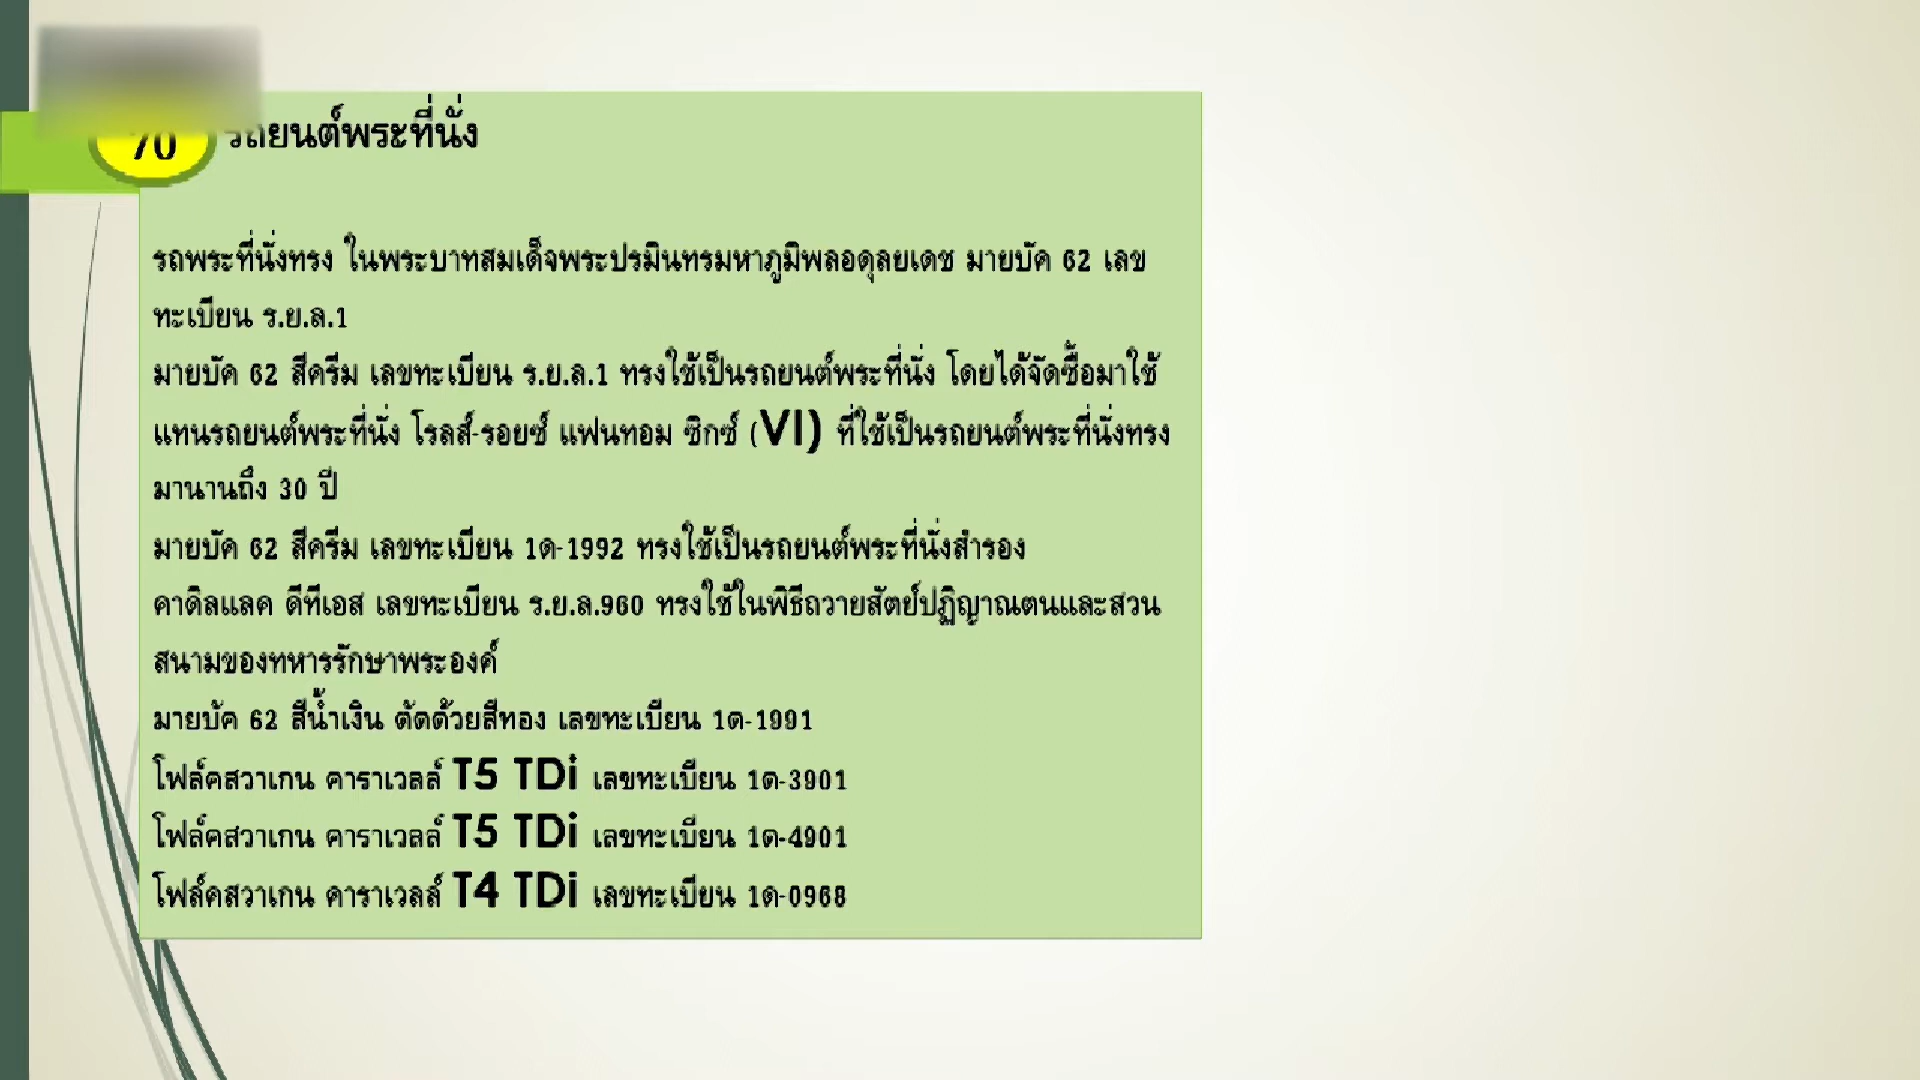 70
รถยนต์พระที่นั่ง
รถพระที่นั่งทรง ในพระบาทสมเด็จพระปรมินทรมหาภูมิพลอดุลยเดช มายบัค 62 เลข
ทะเบียน ร.ย.ล.1
มายบัค 62 สีครีม เลขทะเบียน ร.ย.ล.1 ทรงใช้เป็นรถยนต์พระที่นั่ง โดยได้จัดซื้อมาใช้
แทนรถยนต์พระที่นั่ง โรลส์-รอยซ์ แฟนทอม ซิกซ์ (VI) ที่ใช้เป็นรถยนต์พระที่นั่งทรง
มานานถึง 30 ปี
มายบัค 62 สีครีม เลขทะเบียน 1ด-1992 ทรงใช้เป็นรถยนต์พระที่นั่งสำรอง
คาดิลแลค ดีทีเอส เลขทะเบียน ร.ย.ล.960 ทรงใช้ในพิธีถวายสัตย์ปฏิญาณตนและสวน
สนามของทหารรักษาพระองค์
มายบัค 62 สีน้ำเงิน ตัดด้วยสีทอง เลขทะเบียน 1ด-1991
โฟล์คสวาเกน คาราเวลล์ T5 TDi เลขทะเบียน 1ด-3901
โฟล์คสวาเกน คาราเวลล์ T5 TDi เลขทะเบียน 1ด-4901
โฟล์คสวาเกน คาราเวลล์ T4 TDi เลขทะเบียน 1ด-0968